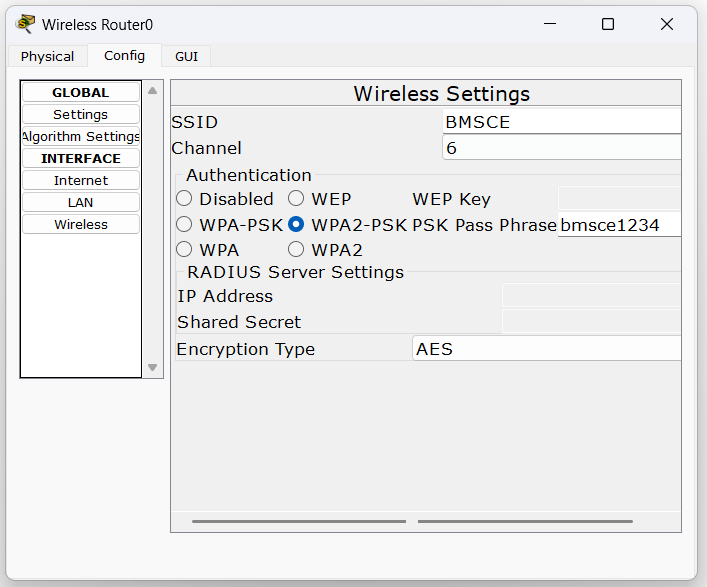 Wireless Router0
Physical Config GUI
GLOBAL
Settings
Algorithm Settings
INTERFACE
Internet
LAN
Wireless
Wireless Settings
SSID BMSCE
Channel 6
Authentication
Disabled WEP WEP Key
WPA-PSK WPA2-PSK PSK Pass Phrase bmsce1234
WPA WPA2
RADIUS Server Settings
IP Address
Shared Secret
Encryption Type AES